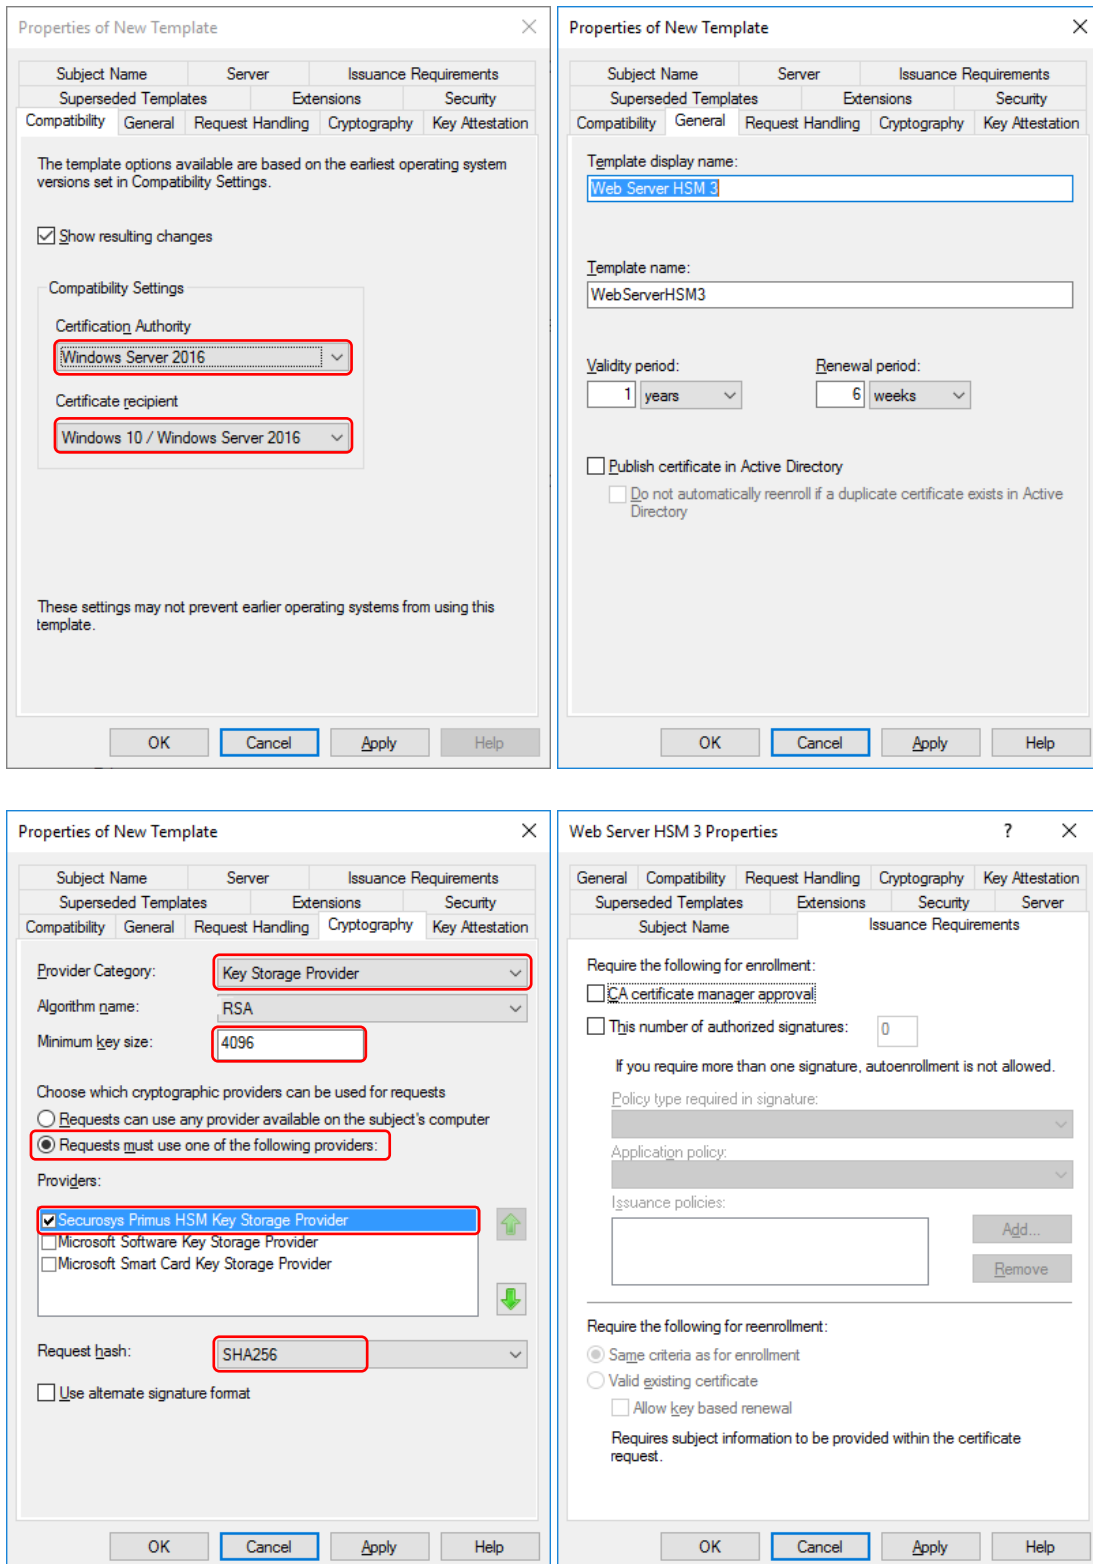 Properties of New Template
Subject Name Server Issuance Requirements
Superseded Templates Extensions Security
Compatibility General Request Handling Cryptography Key Attestation
The template options available are based on the earliest operating system
versions set in Compatibility Settings.
Show resulting changes
Compatibility Settings
Certification Authority
Windows Server 2016
Certificate recipient
Windows 10 / Windows Server 2016
These settings may not prevent earlier operating systems from using this
template.
OK Cancel Apply Help
Properties of New Template
Subject Name Server Issuance Requirements
Superseded Templates Extensions Security
Compatibility General Request Handling Cryptography Key Attestation
Template display name:
Web Server HSM 3
Template name:
WebServerHSM3
Validity period: Renewal period:
1 years 6 weeks
Publish certificate in Active Directory
Do not automatically reenroll if a duplicate certificate exists in Active
Directory
OK Cancel Apply Help
Properties of New Template
Subject Name Server Issuance Requirements
Superseded Templates Extensions Security
Compatibility General Request Handling Cryptography Key Attestation
Provider Category: Key Storage Provider
Algorithm name: RSA
Minimum key size: 4096
Choose which cryptographic providers can be used for requests
Requests can use any provider available on the subject's computer
Requests must use one of the following providers:
Providers:
Securosys Primus HSM Key Storage Provider
Microsoft Software Key Storage Provider
Microsoft Smart Card Key Storage Provider
Request hash: SHA256
Use alternate signature format
OK Cancel Apply Help
Web Server HSM 3 Properties ?
General Compatibility Request Handling Cryptography Key Attestation
Superseded Templates Extensions Security Server
Subject Name Issuance Requirements
Require the following for enrollment:
CA certificate manager approval
This number of authorized signatures: 0
If you require more than one signature, autoenrollment is not allowed.
Policy type required in signature:
Application policy:
Issuance policies:
Add...
Remove
Require the following for reenrollment:
Same criteria as for enrollment
Valid existing certificate
Allow key based renewal
Requires subject information to be provided within the certificate
request.
OK Cancel Apply Help